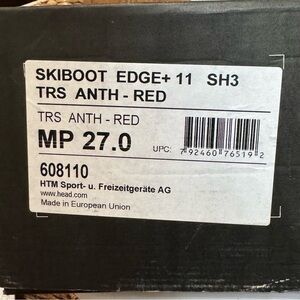 SKIBOOT EDGE+ 11 SH3
TRS ANTH - RED
TRS ANTH - RED
MP 27.0
UPC:
7 92460 76519 2
608110
HTM Sport- u. Freizeitgeräte AG
www.head.com
Made in European Union